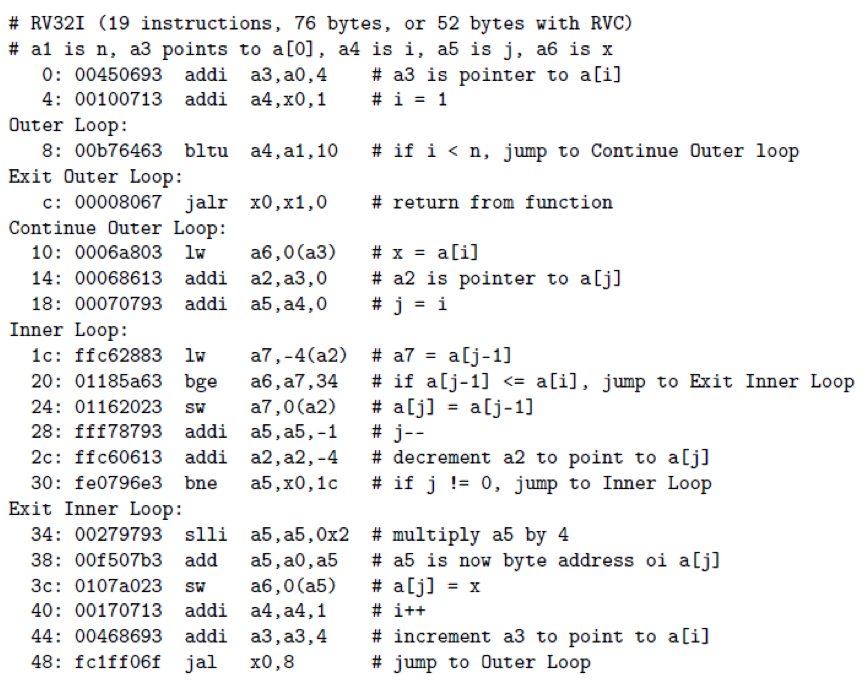 # RV32I (19 instructions, 76 bytes, or 52 bytes with RVC)
# a1 is n, a3 points to a[0], a4 is i, a5 is j, a6 is x
0: 00450693 addi a3,a0,4 # a3 is pointer to a[i]
4: 00100713 addi a4,x0,1 # i = 1
Outer Loop:
8: 00b76463 bltu a4,a1,10 # if i < n, jump to Continue Outer loop
Exit Outer Loop:
c: 00008067 jalr x0,x1,0 # return from function
Continue Outer Loop:
10: 0006a803 lw a6,0(a3) # x = a[i]
14: 00068613 addi a2,a3,0 # a2 is pointer to a[j]
18: 00070793 addi a5,a4,0 # j = i
Inner Loop:
1c: ffc62883 lw a7,-4(a2) # a7 = a[j-1]
20: 01185a63 bge a6,a7,34 # if a[j-1] <= a[i], jump to Exit Inner Loop
24: 01162023 sw a7,0(a2) # a[j] = a[j-1]
28: fff78793 addi a5,a5,-1 # j--
2c: ffc60613 addi a2,a2,-4 # decrement a2 to point to a[j]
30: fe0796e3 bne a5,x0,1c # if j != 0, jump to Inner Loop
Exit Inner Loop:
34: 00279793 slli a5,a5,0x2 # multiply a5 by 4
38: 00f507b3 add a5,a0,a5 # a5 is now byte address oi a[j]
3c: 0107a023 sw a6,0(a5) # a[j] = x
40: 00170713 addi a4,a4,1 # i++
44: 00468693 addi a3,a3,4 # increment a3 to point to a[i]
48: fc1ff06f jal x0,8 # jump to Outer Loop